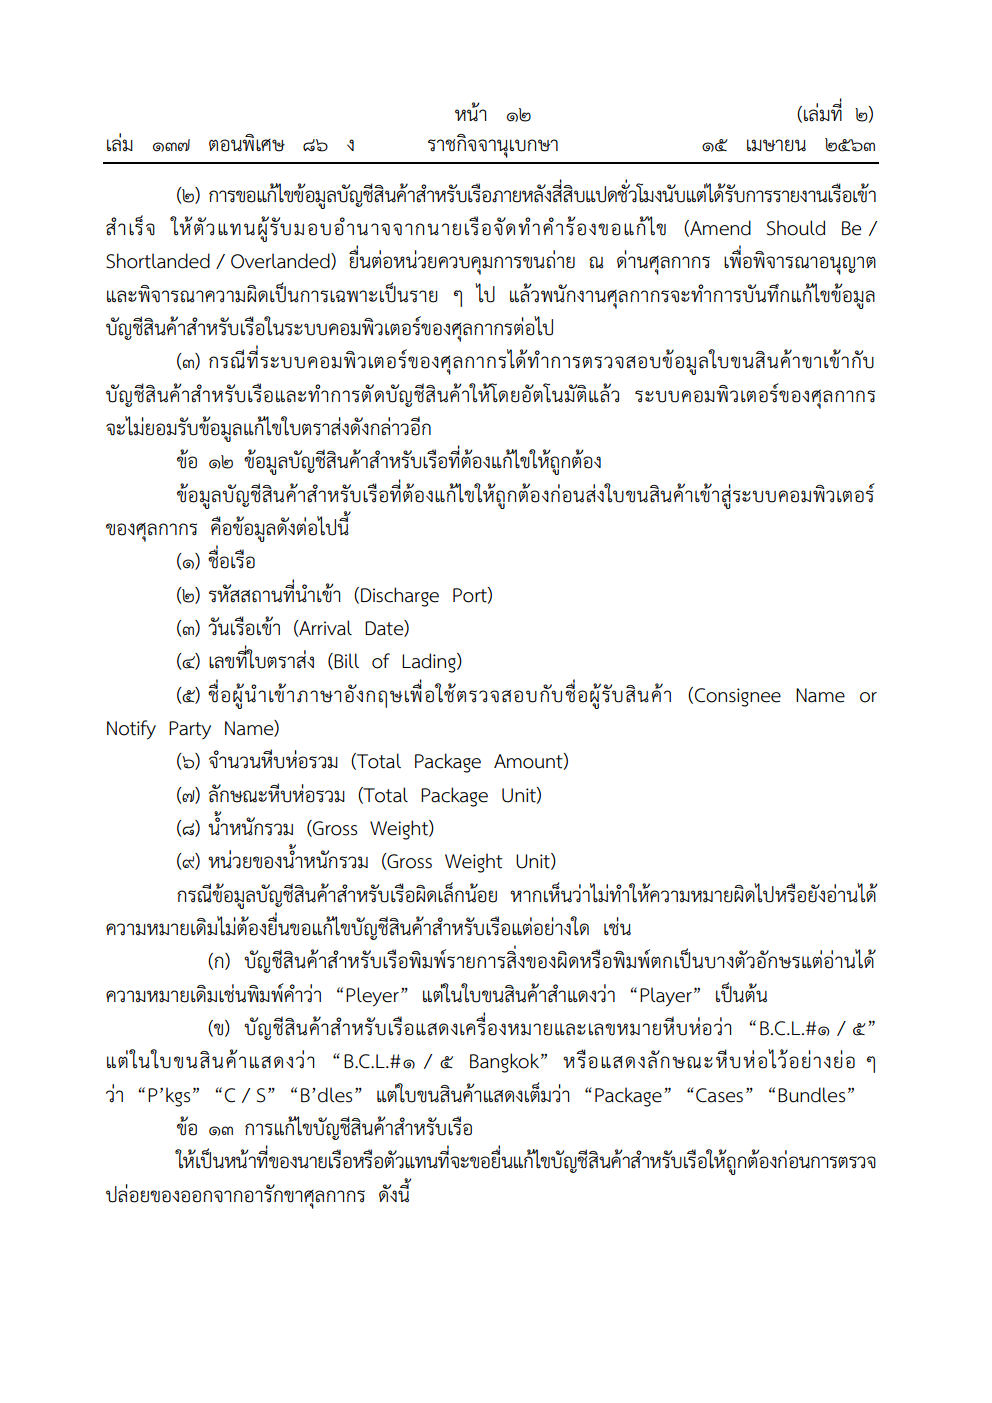 หน้า ๑๒
(เล่มที่ ๒)
เล่ม ๑๓๗ ตอนพิเศษ ๘๖ ง
ราชกิจจานุเบกษา
๑๕ เมษายน ๒๕๖๓
(๒) การขอแก้ไขข้อมูลบัญชีสินค้าสำหรับเรือภายหลังสี่สิบแปดชั่วโมงนับแต่ได้รับการรายงานเรือเข้า
สำเร็จ ให้ตัวแทนผู้รับมอบอำนาจจากนายเรือจัดทำคำร้องขอแก้ไข (Amend Should Be /
Shortlanded / Overlanded) ยื่นต่อหน่วยควบคุมการขนถ่าย ณ ด่านศุลกากร เพื่อพิจารณาอนุญาต
และพิจารณาความผิดเป็นการเฉพาะเป็นราย ๆ ไป แล้วพนักงานศุลกากรจะทำการบันทึกแก้ไขข้อมูล
บัญชีสินค้าสำหรับเรือในระบบคอมพิวเตอร์ของศุลกากรต่อไป
(๓) กรณีที่ระบบคอมพิวเตอร์ของศุลกากรได้ทำการตรวจสอบข้อมูลใบขนสินค้าขาเข้ากับ
บัญชีสินค้าสำหรับเรือและทำการตัดบัญชีสินค้าให้โดยอัตโนมัติแล้ว ระบบคอมพิวเตอร์ของศุลกากร
จะไม่ยอมรับข้อมูลแก้ไขใบตราส่งดังกล่าวอีก
ข้อ ๑๒ ข้อมูลบัญชีสินค้าสำหรับเรือที่ต้องแก้ไขให้ถูกต้อง
ข้อมูลบัญชีสินค้าสำหรับเรือที่ต้องแก้ไขให้ถูกต้องก่อนส่งใบขนสินค้าเข้าสู่ระบบคอมพิวเตอร์
ของศุลกากร คือข้อมูลดังต่อไปนี้
(๑) ชื่อเรือ
(๒) รหัสสถานที่นำเข้า (Discharge Port)
(๓) วันเรือเข้า (Arrival Date)
(๔) เลขที่ใบตราส่ง (Bill of Lading)
(๕) ชื่อผู้นำเข้าภาษาอังกฤษเพื่อใช้ตรวจสอบกับชื่อผู้รับสินค้า (Consignee Name or
Notify Party Name)
(๖) จำนวนหีบห่อรวม (Total Package Amount)
(๗) ลักษณะหีบห่อรวม (Total Package Unit)
(๘) น้ำหนักรวม (Gross Weight)
(๙) หน่วยของน้ำหนักรวม (Gross Weight Unit)
กรณีข้อมูลบัญชีสินค้าสำหรับเรือผิดเล็กน้อย หากเห็นว่าไม่ทำให้ความหมายผิดไปหรือยังอ่านได้
ความหมายเดิมไม่ต้องยื่นขอแก้ไขบัญชีสินค้าสำหรับเรือแต่อย่างใด เช่น
(ก) บัญชีสินค้าสำหรับเรือพิมพ์รายการสิ่งของผิดหรือพิมพ์ตกเป็นบางตัวอักษรแต่อ่านได้
ความหมายเดิมเช่นพิมพ์คำว่า “Pleyer” แต่ในใบขนสินค้าสำแดงว่า “Player” เป็นต้น
(ข) บัญชีสินค้าสำหรับเรือแสดงเครื่องหมายและเลขหมายหีบห่อว่า “B.C.L.#๑ / ๕”
แต่ในใบขนสินค้าแสดงว่า “B.C.L.#๑ / ๕ Bangkok” หรือแสดงลักษณะหีบห่อไว้อย่างย่อ ๆ
ว่า “P’kgs” “C / S” “B’dles” แต่ใบขนสินค้าแสดงเต็มว่า “Package” “Cases” “Bundles”
ข้อ ๑๓ การแก้ไขบัญชีสินค้าสำหรับเรือ
ให้เป็นหน้าที่ของนายเรือหรือตัวแทนที่จะขอยื่นแก้ไขบัญชีสินค้าสำหรับเรือให้ถูกต้องก่อนการตรวจ
ปล่อยของออกจากอารักขาศุลกากร ดังนี้